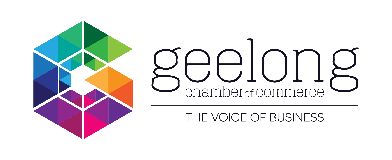 geelong
chamber of commerce
THE VOICE OF BUSINESS